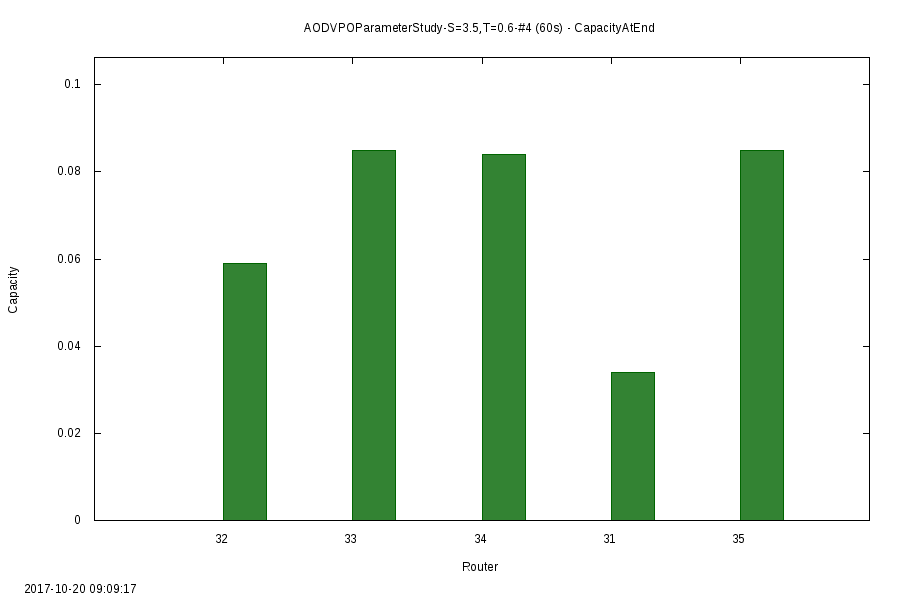 AODVPOParameterStudy-S=3.5,T=0.6-#4 (60s) - CapacityAtEnd
0.1
0.08
0.06
0.04
0.02
0
Capacity
32 33 34 31 35
Router
2017-10-20 09:09:17